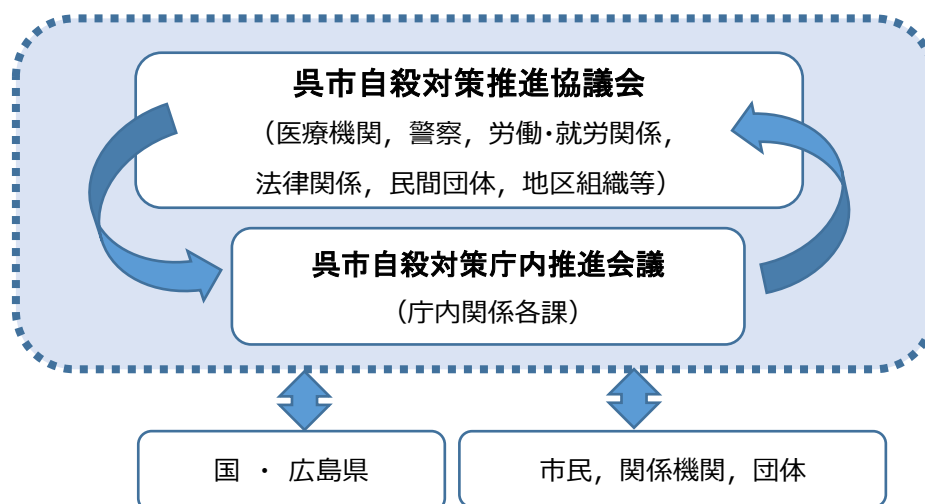 呉市自殺対策推進協議会
（医療機関，警察，労働・就労関係，
法律関係，民間団体，地区組織等）
呉市自殺対策庁内推進会議
（庁内関係各課）
国 ・ 広島県
市民，関係機関，団体